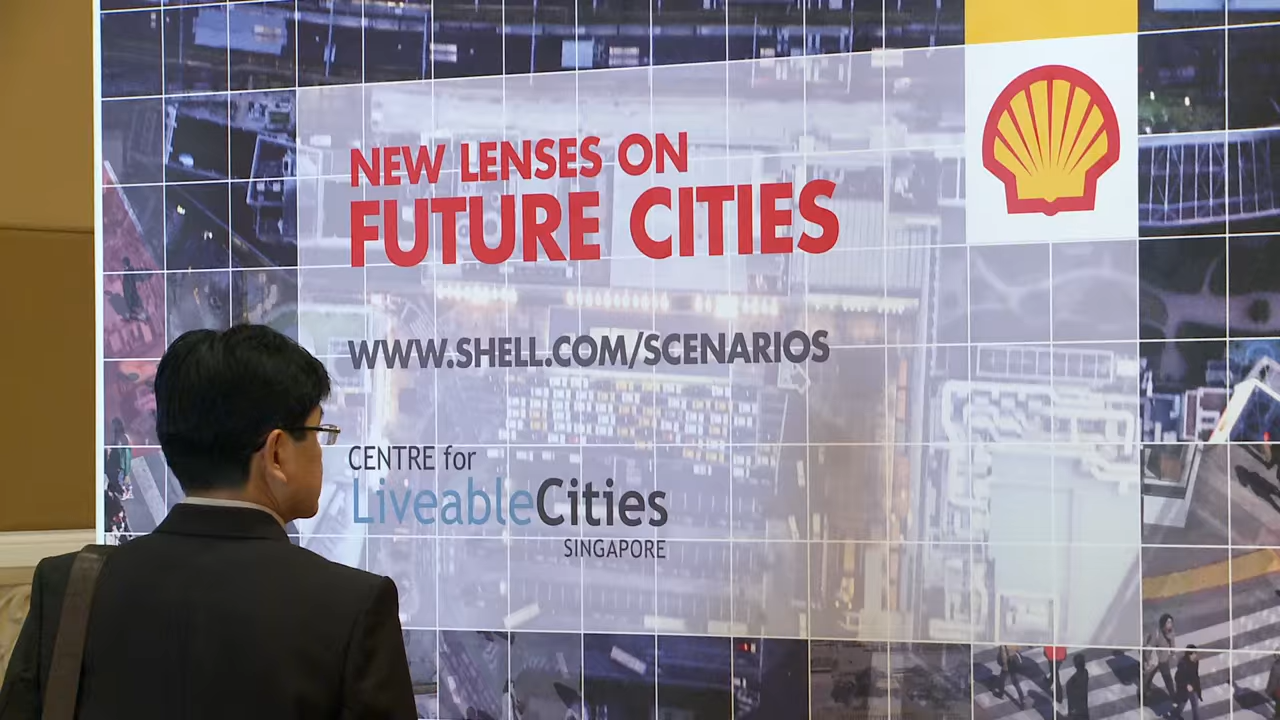 NEW LENSES ON
FUTURE CITIES
WWW.SHELL.COM/SCENARIOS
CENTRE for
LiveableCities
SINGAPORE